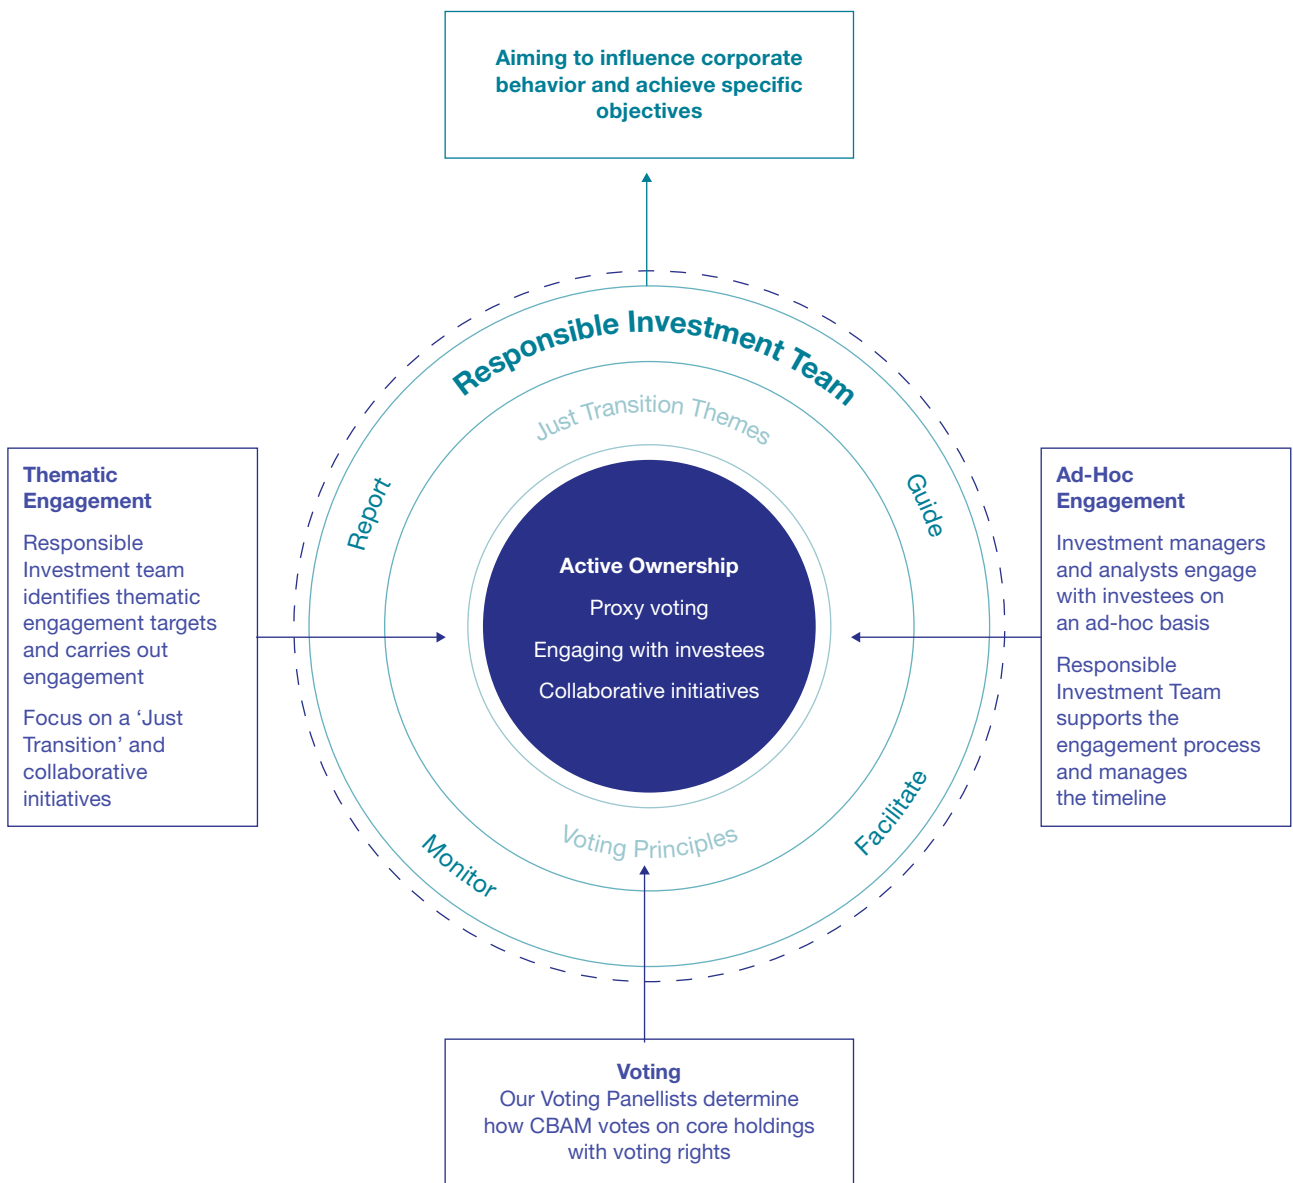 Aiming to influence corporate
behavior and achieve specific
objectives
Responsible Investment Team
Just Transition Themes
Report
Guide
Thematic
Engagement
Responsible
Investment team
identifies thematic
engagement targets
and carries out
engagement
Focus on a ‘Just
Transition’ and
collaborative
initiatives
Active Ownership
Proxy voting
Engaging with investees
Collaborative initiatives
Ad-Hoc
Engagement
Investment managers
and analysts engage
with investees on
an ad-hoc basis
Responsible
Investment Team
supports the
engagement process
and manages
the timeline
Monitor
Voting Principles
Facilitate
Voting
Our Voting Panellists determine
how CBAM votes on core holdings
with voting rights